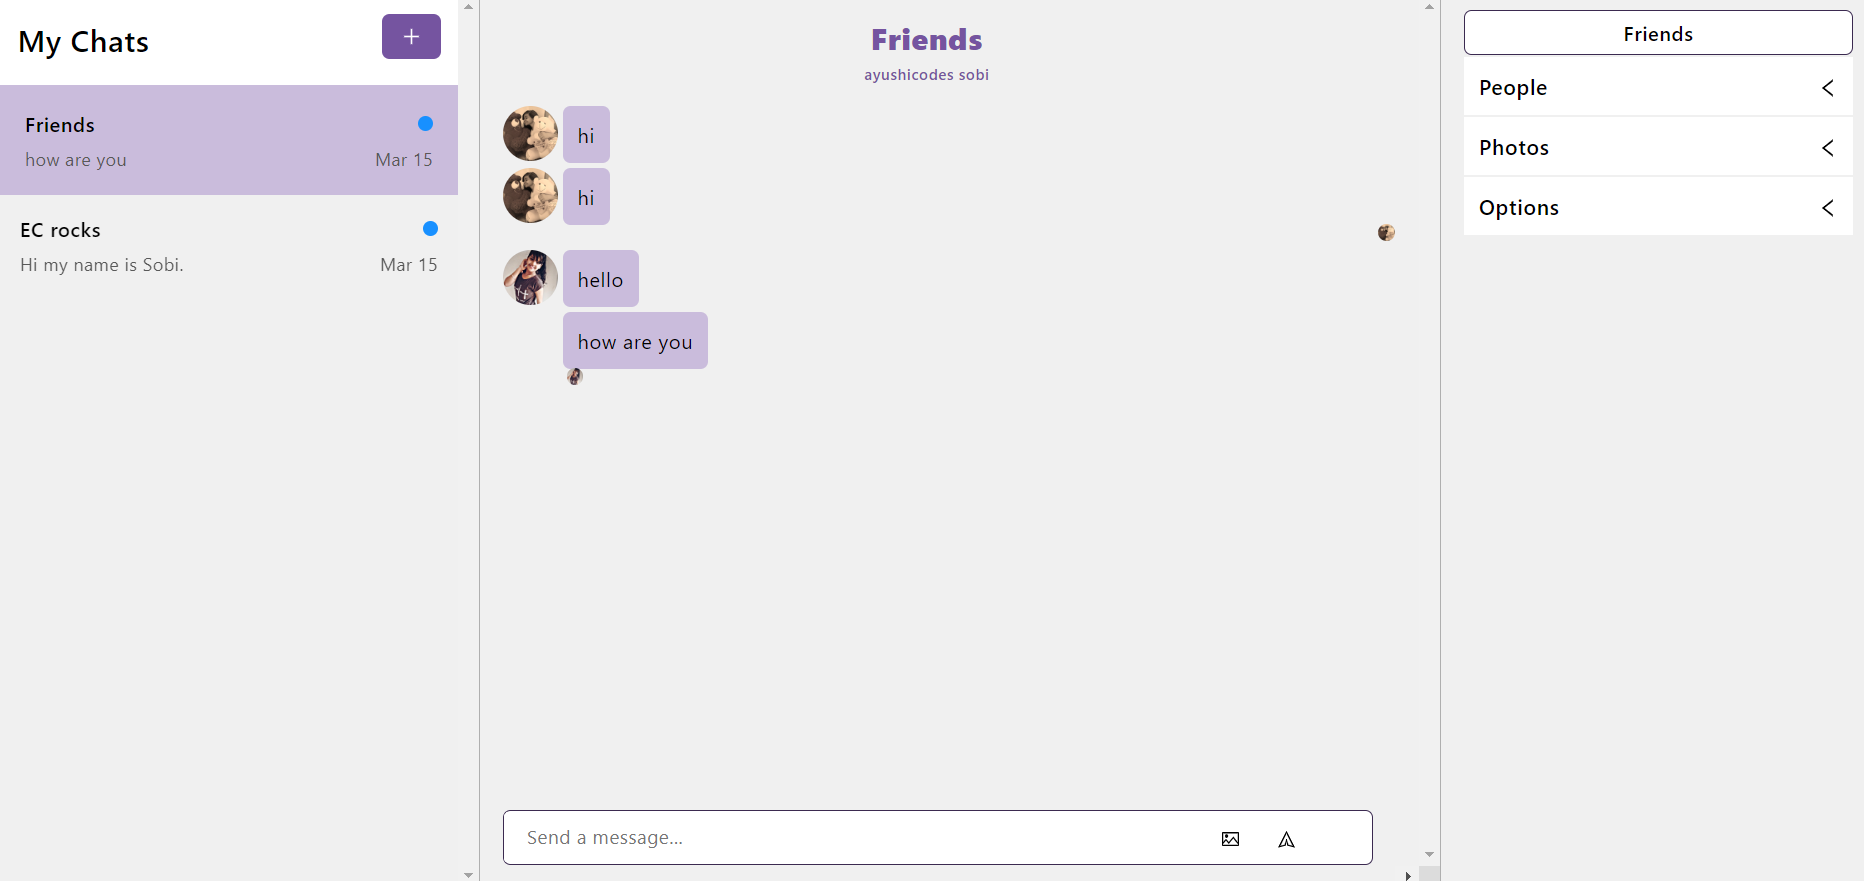 My Chats
+
Friends
how are you
Mar 15
EC rocks
Hi my name is Sobi.
Mar 15
Friends
ayushicodes sobi
hi
hi
hello
how are you
Send a message...
Friends
People
Photos
Options